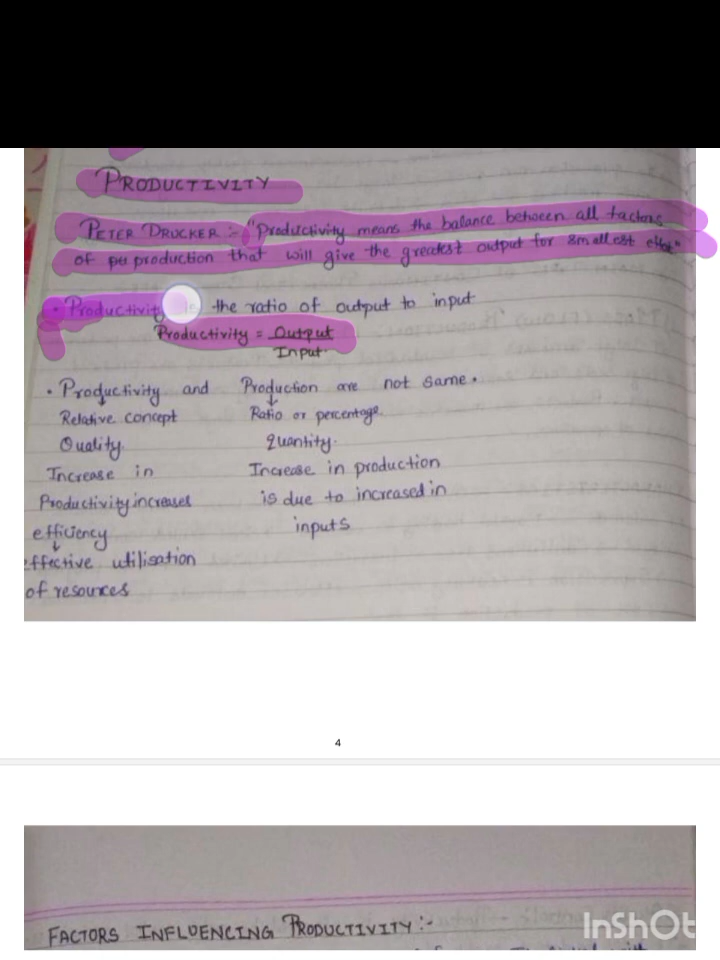 PRODUCTIVITY
PETER DRUCKER :- "Productivity means the balance between all factors
of production that will give the greatest output for smallest effort"
• Productivity is the ratio of output to input
Productivity = Output
Input
• Productivity and Production are not same.
Relative concept Ratio or percentage.
Quality. Quantity.
Increase in Increase in production
Productivity increases is due to increased in
efficiency inputs
effective utilisation
of resources
4
FACTORS INFLUENCING PRODUCTIVITY :-
InShOt